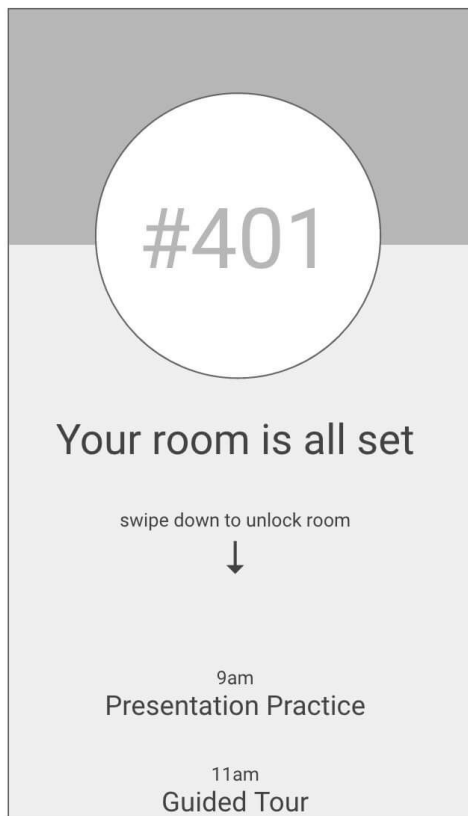 #401
Your room is all set
swipe down to unlock room
9am
Presentation Practice
11am
Guided Tour